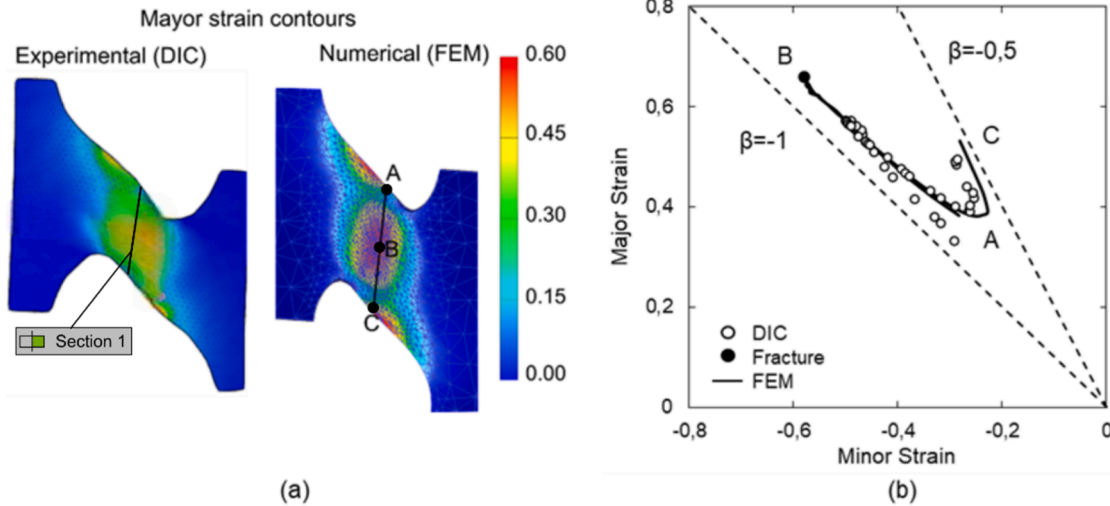 Mayor strain contours
Experimental (DIC)
Numerical (FEM)
0.60
0.45
0.30
0.15
0.00
A
B
C
Section 1
(a)
0,8
0,6
0,4
0,2
0
Major Strain
B
β=-0,5
β=-1
C
A
DIC
Fracture
FEM
-0,8
-0,6
-0,4
-0,2
0
Minor Strain
(b)